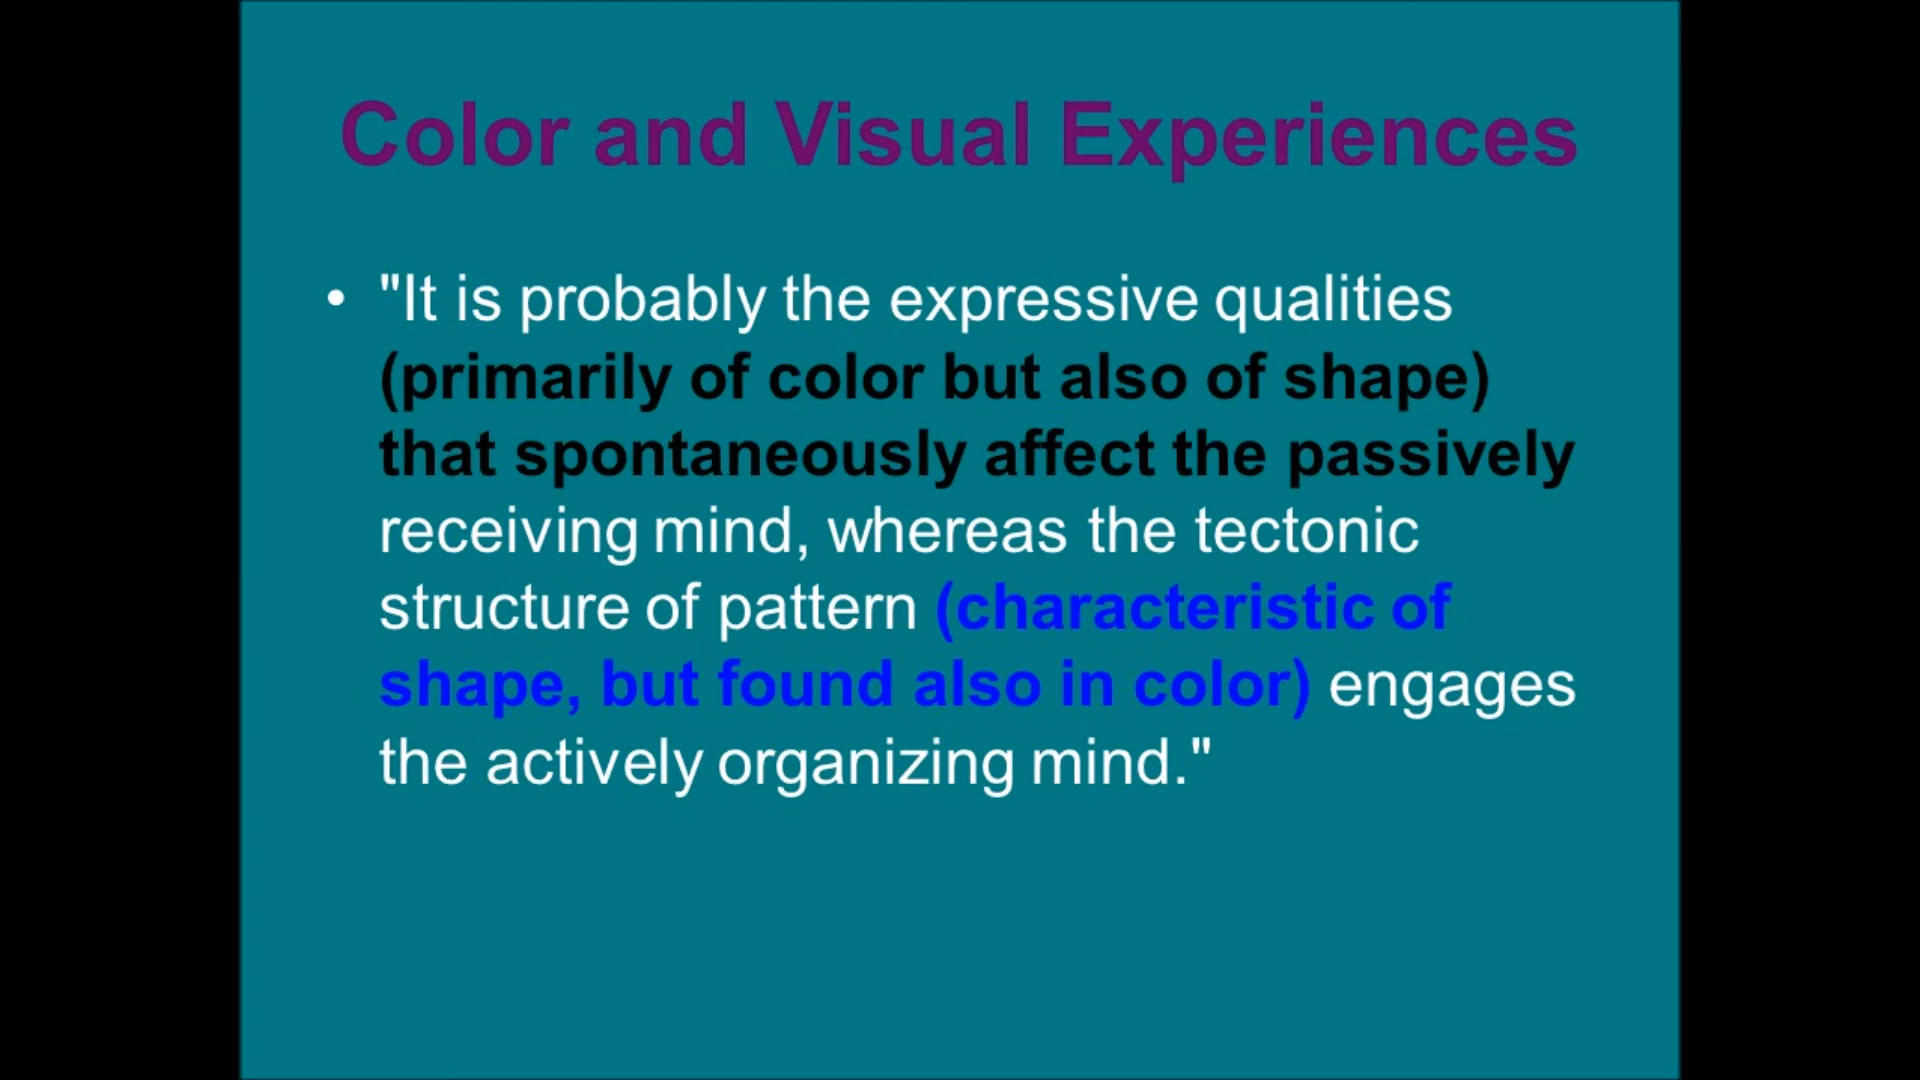 Color and Visual Experiences
• "It is probably the expressive qualities
(primarily of color but also of shape)
that spontaneously affect the passively
receiving mind, whereas the tectonic
structure of pattern (characteristic of
shape, but found also in color) engages
the actively organizing mind."